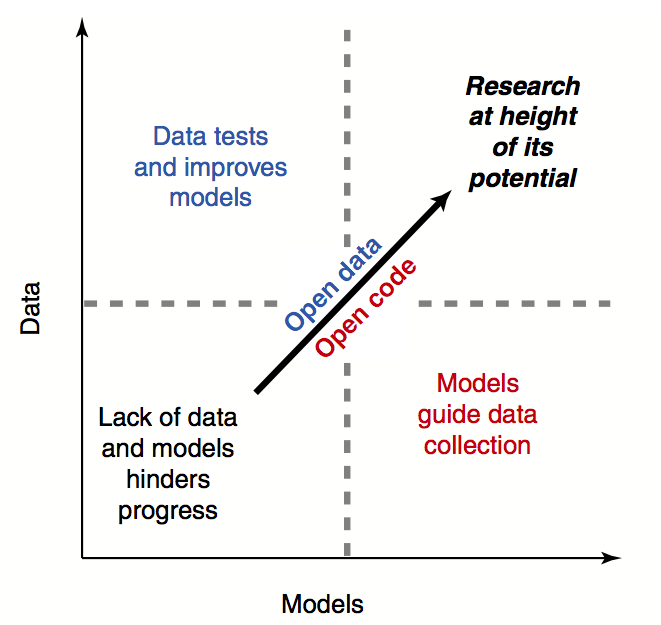 Data tests
and improves
models
Research
at height
of its
potential
Open data
Open code
Data
Lack of data
and models
hinders
progress
Models
guide data
collection
Models